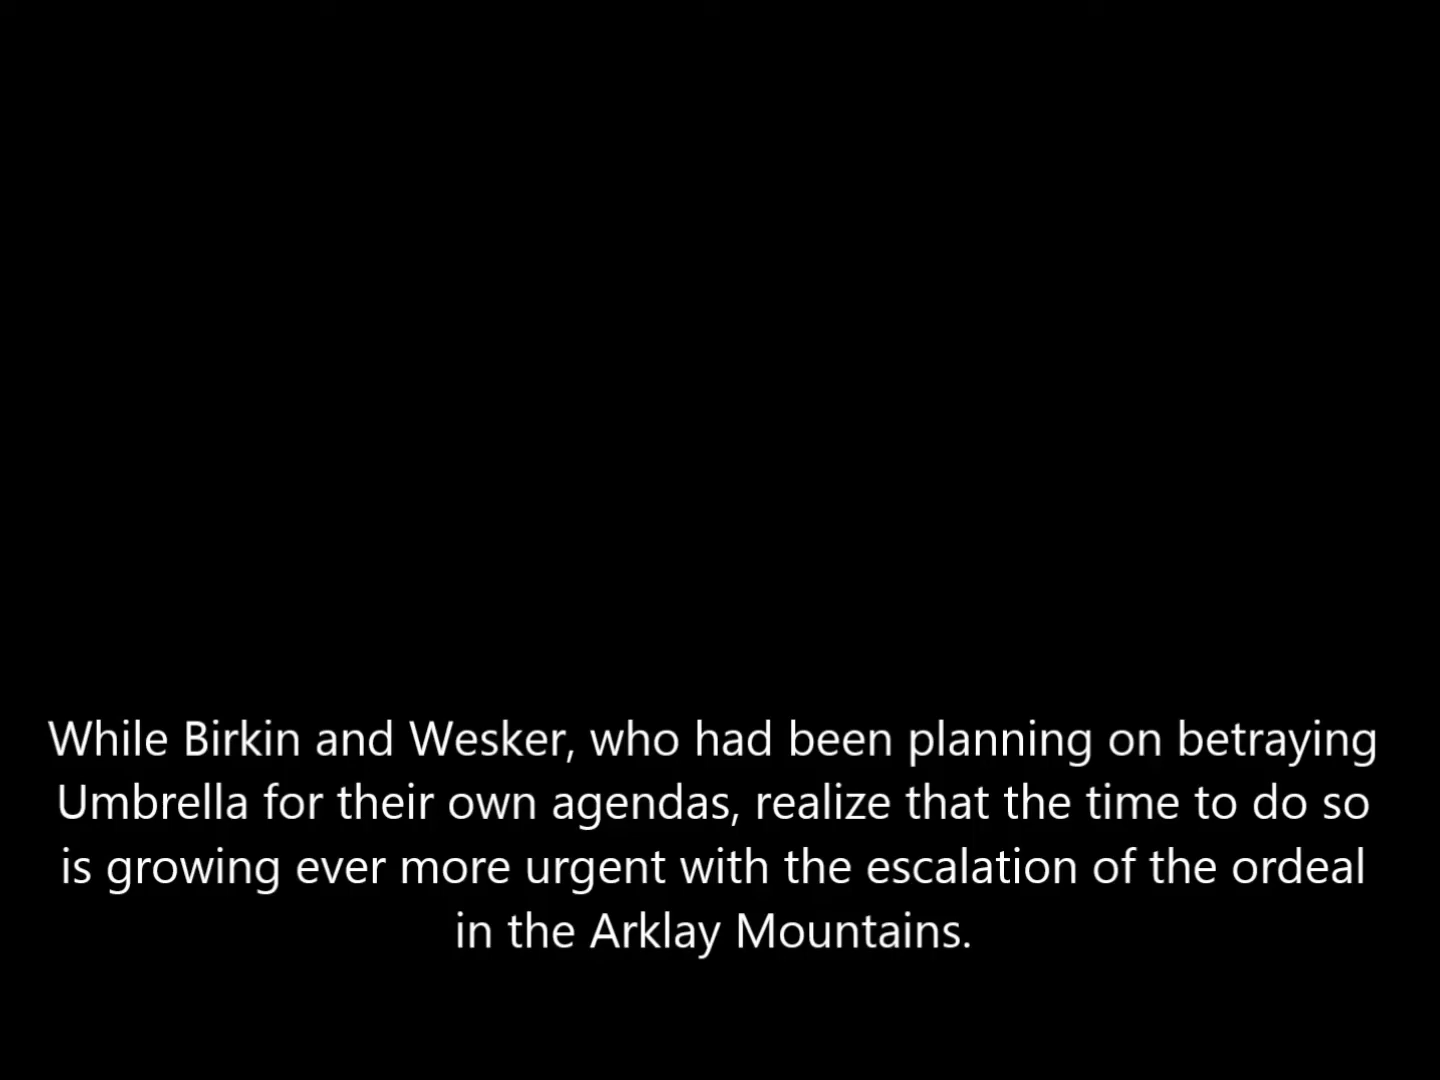 While Birkin and Wesker, who had been planning on betraying
Umbrella for their own agendas, realize that the time to do so
is growing ever more urgent with the escalation of the ordeal
in the Arklay Mountains.